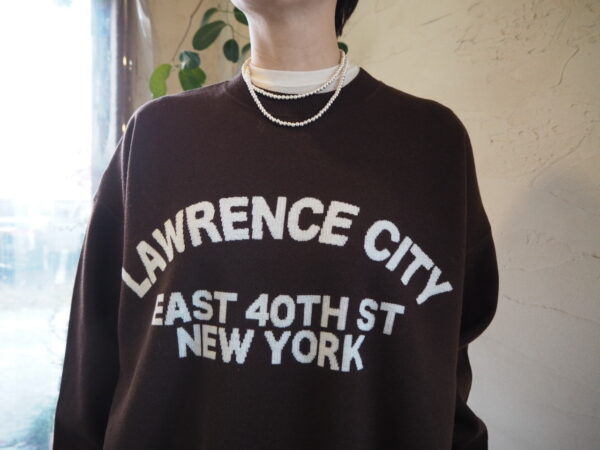 LAWRENCE CITY
EAST 40TH ST
NEW YORK